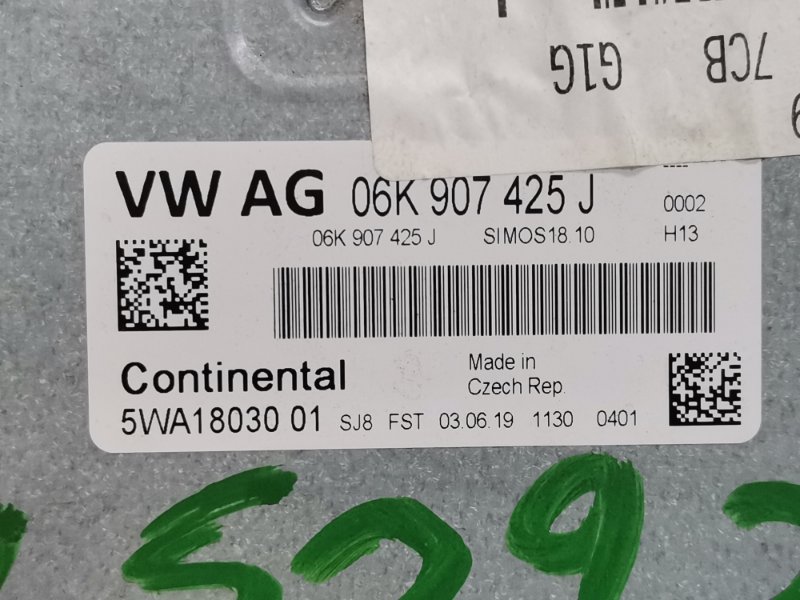 7CB G1G
VW AG 06K 907 425 J 0002
06K 907 425 J SIMOS18.10 H13
Continental
Made in
Czech Rep.
5WA18030 01 SJ8 FST 03.06.19 1130 0401